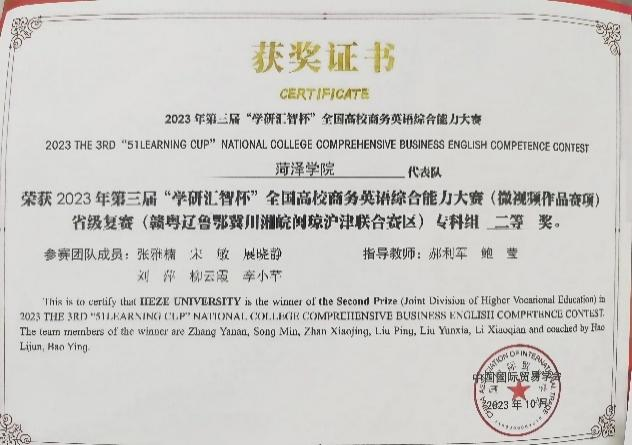 获奖证书
CERTIFICATE
2023年第三届“学研汇智杯”全国高校商务英语综合能力大赛
2023 THE 3RD "51LEARNING CUP" NATIONAL COLLEGE COMPREHENSIVE BUSINESS ENGLISH COMPETENCE CONTEST
菏泽学院 代表队
荣获2023年第三届“学研汇智杯”全国高校商务英语综合能力大赛（微视频作品赛项）
省级复赛（赣粤辽鲁鄂冀川湘皖闽琼沪津联合赛区）专科组 二等 奖。
参赛团队成员：张雅楠 宋敏 展晓静 指导教师：郝利军 鲍莹
刘萍 柳云霞 李小芊
This is to certify that HEZE UNIVERSITY is the winner of the Second Prize (Joint Division of Higher Vocational Education) in
2023 THE 3RD "51LEARNING CUP" NATIONAL COLLEGE COMPREHENSIVE BUSINESS ENGLISH COMPETENCE CONTEST.
The team members of the winner are Zhang Yanan, Song Min, Zhan Xiaojing, Liu Ping, Liu Yunxia, Li Xiaoqian and coached by Hao
Lijun, Bao Ying.
中国国际贸易学会
2023年10月
CHINA ASSOCIATION OF INTERNATIONAL TRADE